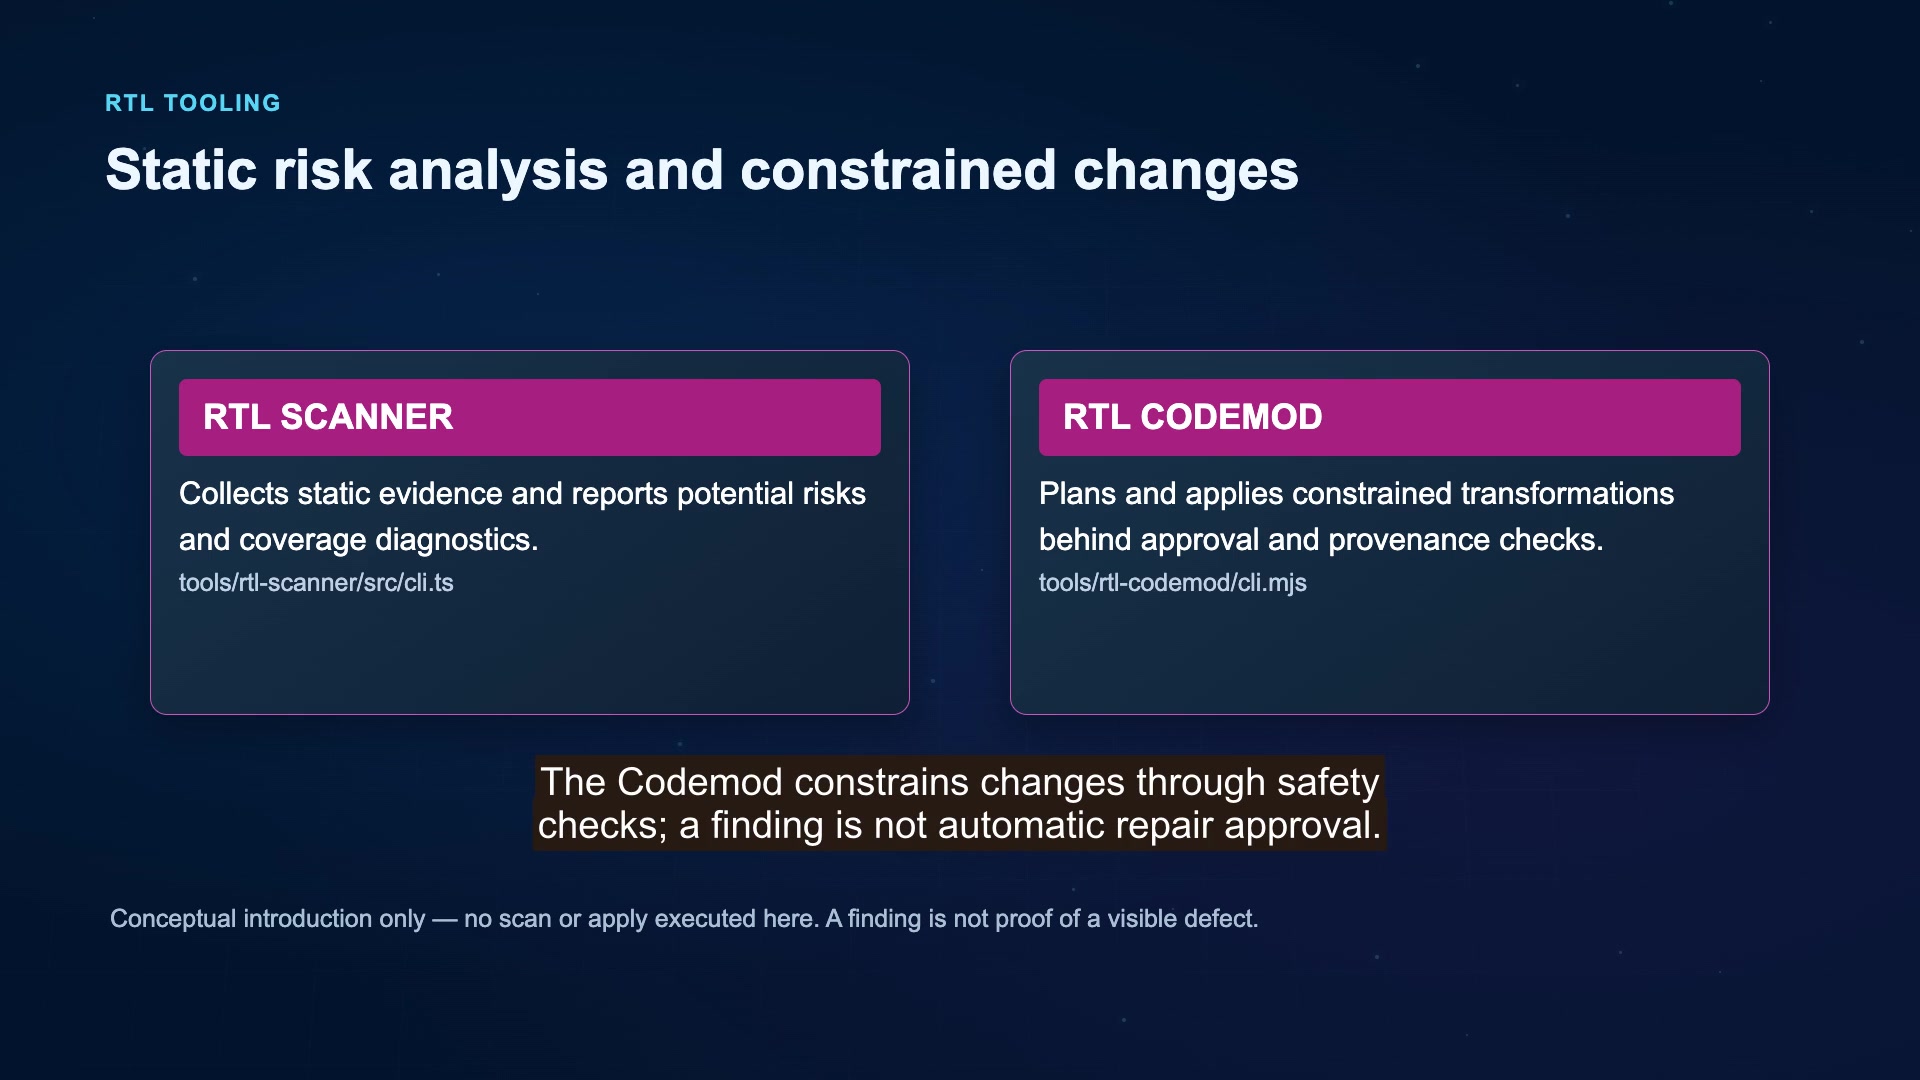 RTL TOOLING
Static risk analysis and constrained changes
RTL SCANNER
Collects static evidence and reports potential risks
and coverage diagnostics.
tools/rtl-scanner/src/cli.ts
RTL CODEMOD
Plans and applies constrained transformations
behind approval and provenance checks.
tools/rtl-codemod/cli.mjs
The Codemod constrains changes through safety
checks; a finding is not automatic repair approval.
Conceptual introduction only — no scan or apply executed here. A finding is not proof of a visible defect.